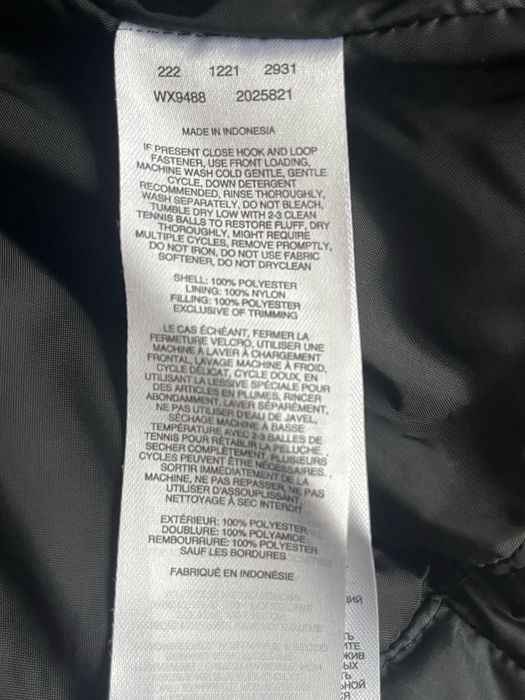 222 1221 2931
WX9488 2025821
MADE IN INDONESIA
IF PRESENT CLOSE HOOK AND LOOP
FASTENER, USE FRONT LOADING,
MACHINE WASH COLD GENTLE, GENTLE
CYCLE, DOWN DETERGENT
RECOMMENDED, RINSE THOROUGHLY,
WASH SEPARATELY, DO NOT BLEACH,
TUMBLE DRY LOW WITH 2-3 CLEAN
TENNIS BALLS TO RESTORE FLUFF, DRY
THOROUGHLY, MIGHT REQUIRE
MULTIPLE CYCLES, REMOVE PROMPTLY,
DO NOT IRON, DO NOT USE FABRIC
SOFTENER, DO NOT DRYCLEAN
SHELL: 100% POLYESTER
LINING: 100% NYLON
FILLING: 100% POLYESTER
EXCLUSIVE OF TRIMMING
LE CAS ÉCHÉANT, FERMER LA
FERMETURE VELCRO, UTILISER UNE
MACHINE À LAVER À CHARGEMENT
FRONTAL, LAVAGE MACHINE À FROID,
CYCLE DÉLICAT, CYCLE DOUX, EN
UTILISANT LA LESSIVE SPÉCIALE POUR
DES ARTICLES EN PLUMES, RINCER
ABONDAMMENT, LAVER SÉPARÉMENT,
NE PAS UTILISER D'EAU DE JAVEL,
SÉCHAGE MACHINE À BASSE
TEMPÉRATURE AVEC 2-3 BALLES DE
TENNIS POUR RÉTABLIR LA PELUCHE,
SÉCHER COMPLÈTEMENT, PLUSIEURS
CYCLES PEUVENT ÊTRE NÉCESSAIRES,
SORTIR IMMÉDIATEMENT DE LA
MACHINE, NE PAS REPASSER, NE PAS
UTILISER D'ASSOUPLISSANT,
NETTOYAGE À SEC INTERDIT
EXTÉRIEUR: 100% POLYESTER
DOUBLURE: 100% POLYAMIDE
REMBOURRURE: 100% POLYESTER
SAUF LES BORDURES
FABRIQUÉ EN INDONÉSIE